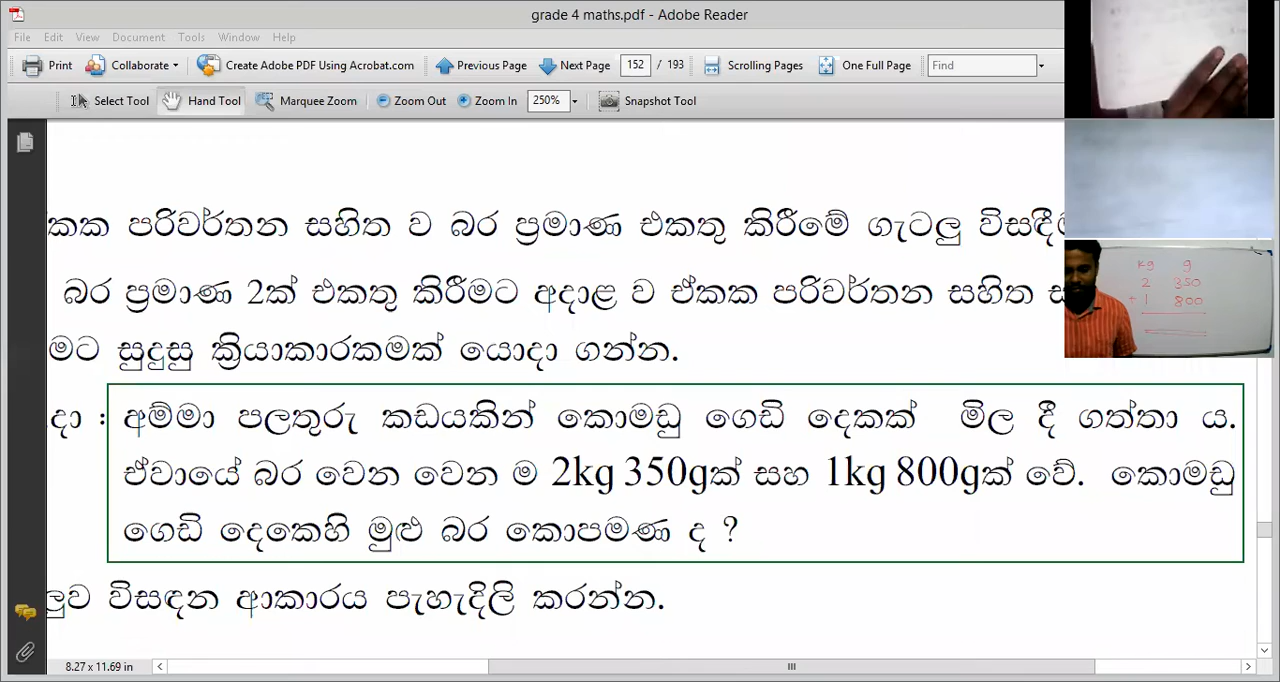 grade 4 maths.pdf - Adobe Reader
File Edit View Document Tools Window Help
Print Collaborate Create Adobe PDF Using Acrobat.com Previous Page Next Page 152 / 193 Scrolling Pages One Full Page Find
Select Tool Hand Tool Marquee Zoom Zoom Out Zoom In 250% Snapshot Tool
කක පරිවර්තන සහිත ව බර ප්‍රමාණ එකතු කිරීමේ ගැටලු විසඳී
බර ප්‍රමාණ 2ක් එකතු කිරීමට අදාළ ව ඒකක පරිවර්තන සහිත ස
මට සුදුසු ක්‍රියාකාරකමක් යොදා ගන්න.
දා : අම්මා පලතුරු කඩයකින් කොමඩු ගෙඩි දෙකක් මිල දී ගත්තා ය.
ඒවායේ බර වෙන වෙන ම 2kg 350gක් සහ 1kg 800gක් වේ. කොමඩු
ගෙඩි දෙකෙහි මුළු බර කොපමණ ද ?
ලුව විසඳන ආකාරය පැහැදිලි කරන්න.
8.27 x 11.69 in
kg g
2 350
+ 1 800